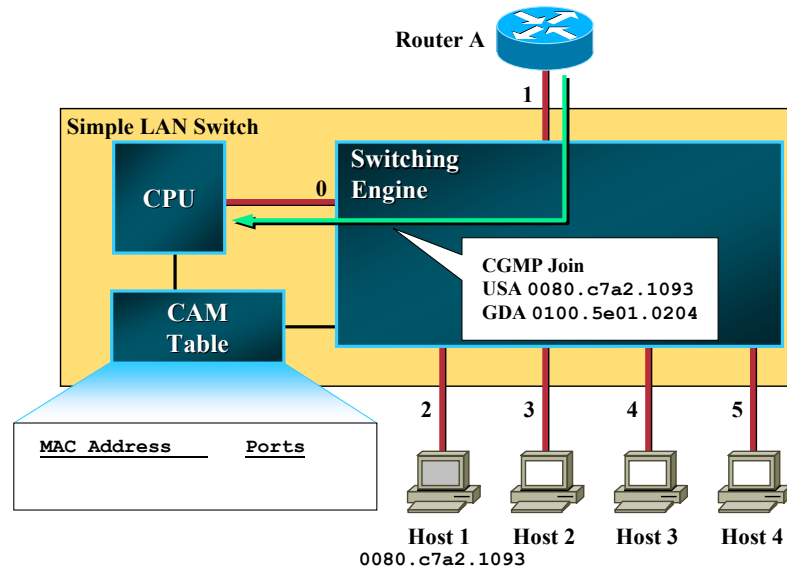 Router A
1
Simple LAN Switch
Switching
Engine
CPU
0
CGMP Join
USA 0080.c7a2.1093
GDA 0100.5e01.0204
CAM
Table
2
3
4
5
MAC Address
Ports
Host 1
Host 2
Host 3
Host 4
0080.c7a2.1093